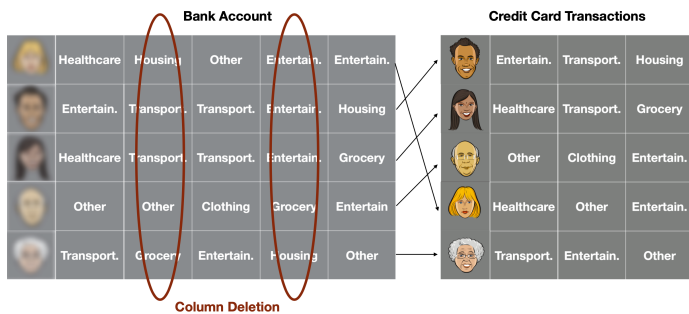 Bank Account
Credit Card Transactions
Healthcare Housing Other Entertain. Entertain.
Entertain. Transport. Housing
Entertain. Transport. Transport. Entertain. Housing
Healthcare Transport. Grocery
Healthcare Transport. Transport. Entertain. Grocery
Other Clothing Entertain.
Other Other Clothing Grocery Entertain
Healthcare Other Entertain.
Transport. Grocery Entertain. Housing Other
Transport. Entertain. Other
Column Deletion